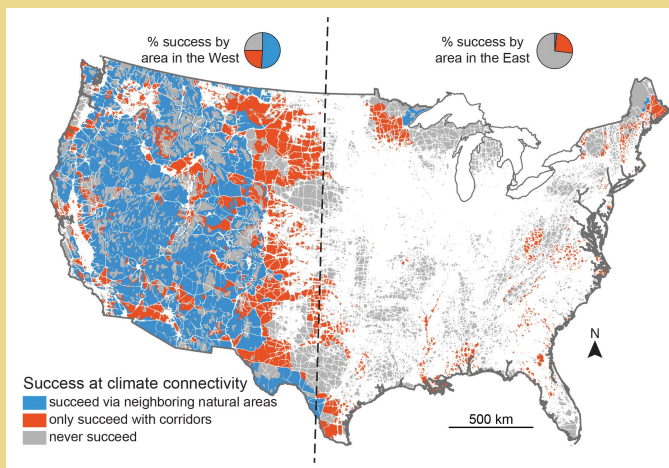 % success by
area in the West
% success by
area in the East
N
Success at climate connectivity
succeed via neighboring natural areas
only succeed with corridors
never succeed
500 km